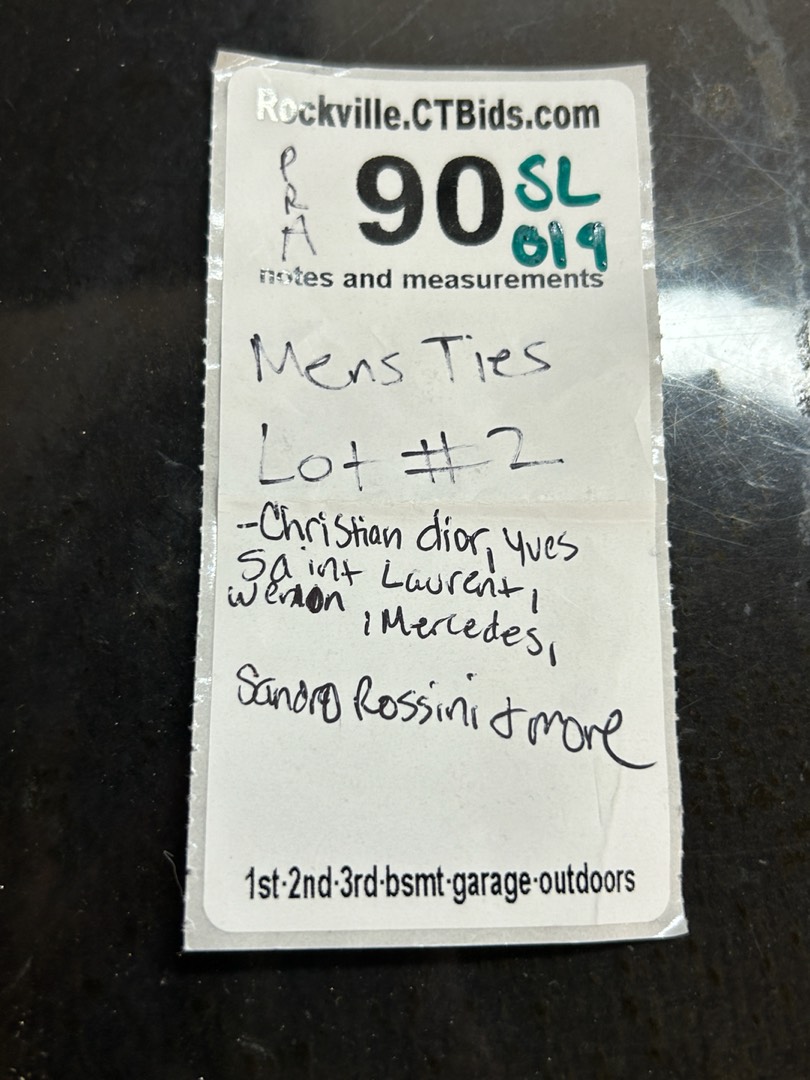 Rockville.CTBids.com
PRA 90 SL
019
notes and measurements
Mens Ties
Lot #2
-Christian dior, Yves
Saint Laurent,
, Mercedes,
Sandro Rossini & more
1st·2nd·3rd·bsmt·garage·outdoors